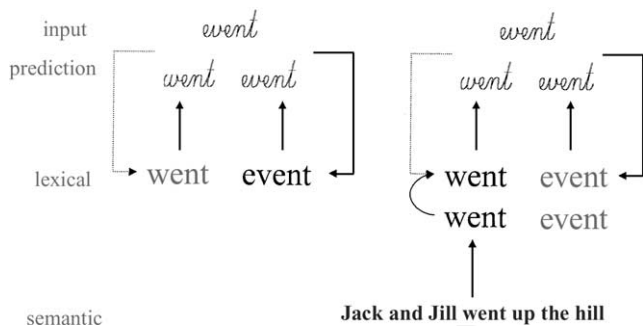 input event event
prediction went event went event
lexical went event went event
went event
Jack and Jill went up the hill
semantic